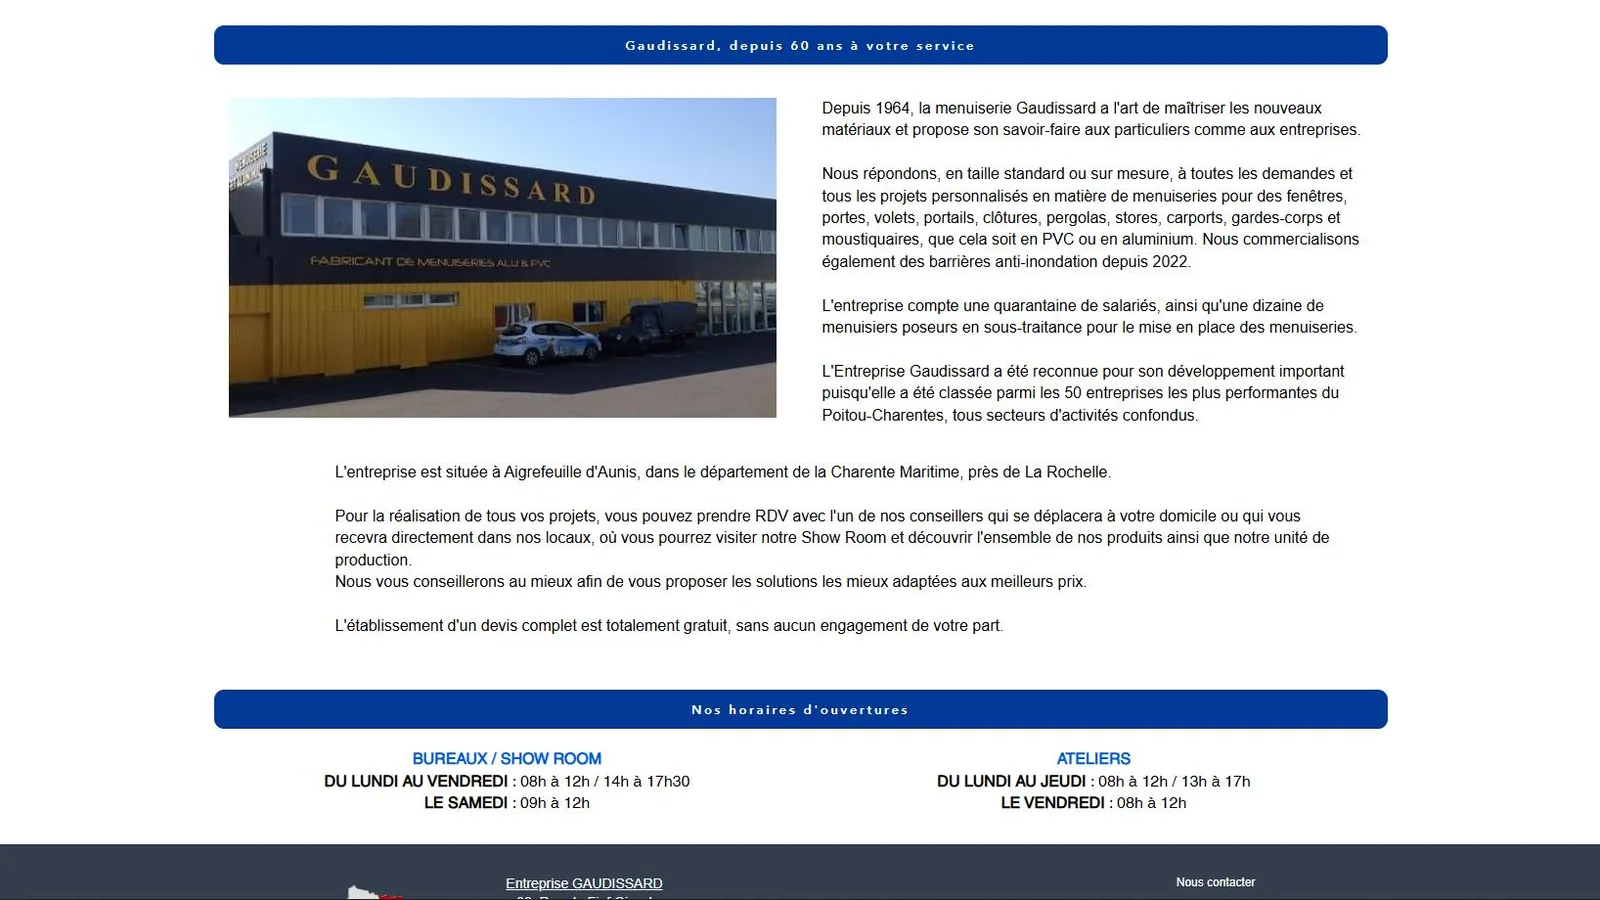 Gaudissard, depuis 60 ans à votre service
GAUDISSARD
FABRICANT DE MENUISERIES ALU & PVC
Depuis 1964, la menuiserie Gaudissard a l'art de maîtriser les nouveaux
matériaux et propose son savoir-faire aux particuliers comme aux entreprises.
Nous répondons, en taille standard ou sur mesure, à toutes les demandes et
tous les projets personnalisés en matière de menuiseries pour des fenêtres,
portes, volets, portails, clôtures, pergolas, stores, carports, gardes-corps et
moustiquaires, que cela soit en PVC ou en aluminium. Nous commercialisons
également des barrières anti-inondation depuis 2022.
L'entreprise compte une quarantaine de salariés, ainsi qu'une dizaine de
menuisiers poseurs en sous-traitance pour le mise en place des menuiseries.
L'Entreprise Gaudissard a été reconnue pour son développement important
puisqu'elle a été classée parmi les 50 entreprises les plus performantes du
Poitou-Charentes, tous secteurs d'activités confondus.
L'entreprise est située à Aigrefeuille d'Aunis, dans le département de la Charente Maritime, près de La Rochelle.
Pour la réalisation de tous vos projets, vous pouvez prendre RDV avec l'un de nos conseillers qui se déplacera à votre domicile ou qui vous
recevra directement dans nos locaux, où vous pourrez visiter notre Show Room et découvrir l'ensemble de nos produits ainsi que notre unité de
production.
Nous vous conseillerons au mieux afin de vous proposer les solutions les mieux adaptées aux meilleurs prix.
L'établissement d'un devis complet est totalement gratuit, sans aucun engagement de votre part.
Nos horaires d'ouvertures
BUREAUX / SHOW ROOM
DU LUNDI AU VENDREDI : 08h à 12h / 14h à 17h30
LE SAMEDI : 09h à 12h
ATELIERS
DU LUNDI AU JEUDI : 08h à 12h / 13h à 17h
LE VENDREDI : 08h à 12h
Entreprise GAUDISSARD
Nous contacter